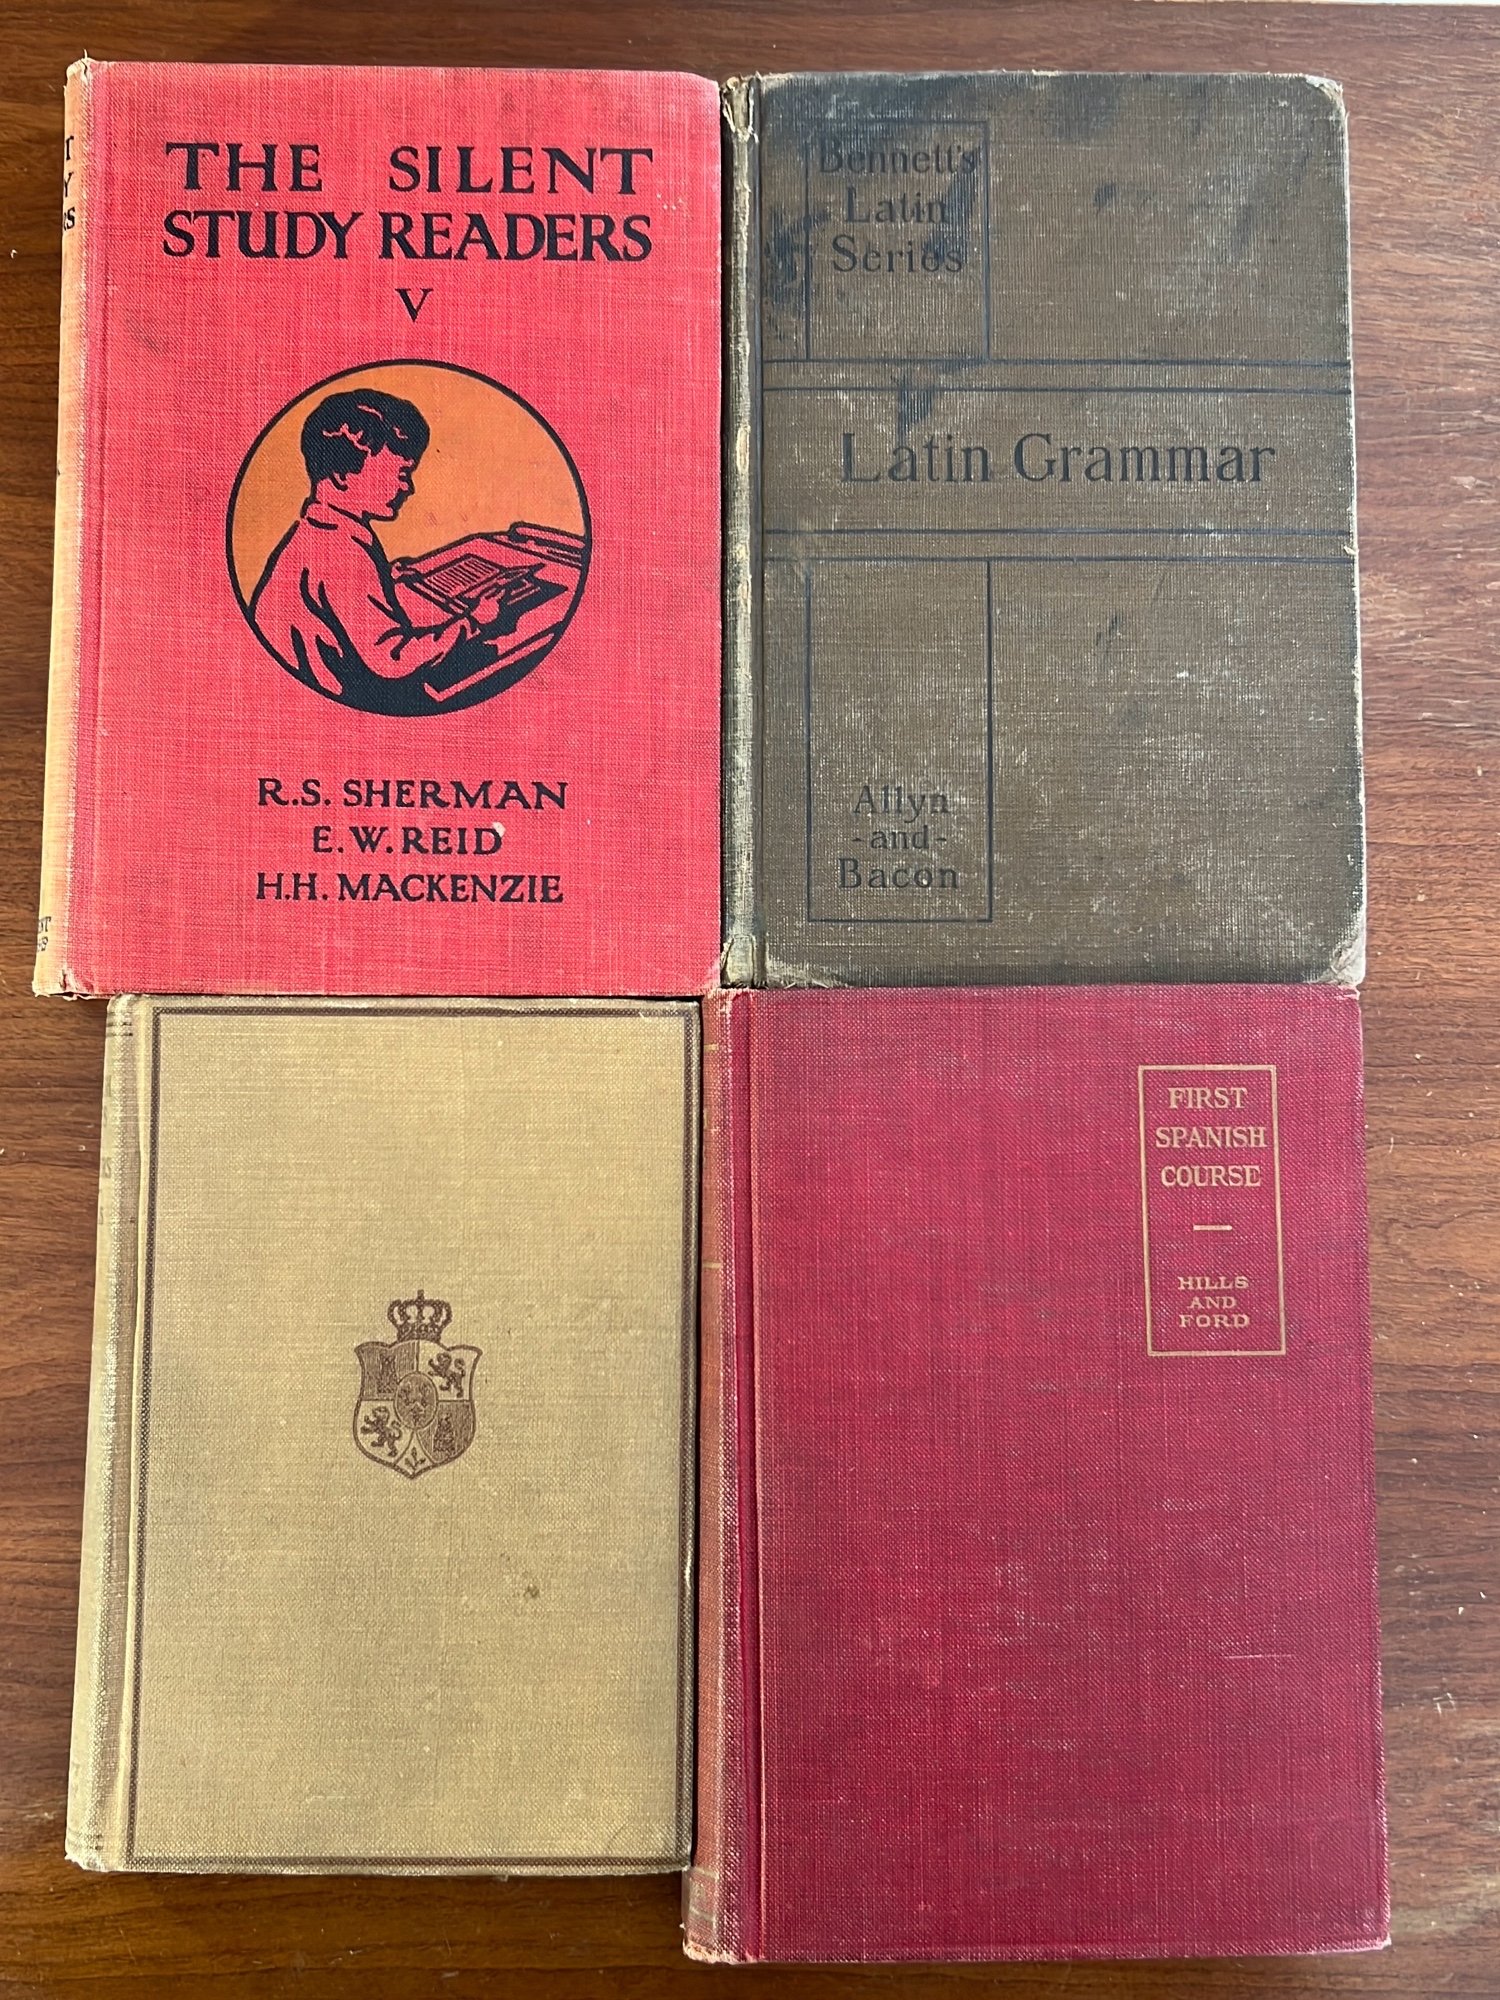 THE SILENT
STUDY READERS
V
R.S. SHERMAN
E.W. REID
H.H. MACKENZIE
Bennett's
Latin
Series
Latin Grammar
Allyn
-and-
Bacon
FIRST
SPANISH
COURSE
HILLS
AND
FORD